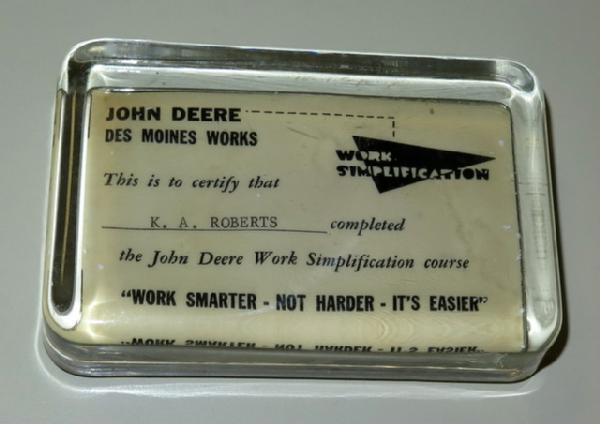 JOHN DEERE
DES MOINES WORKS
WORK
SIMPLIFICATION
This is to certify that
K. A. ROBERTS completed
the John Deere Work Simplification course
"WORK SMARTER - NOT HARDER - IT'S EASIER"